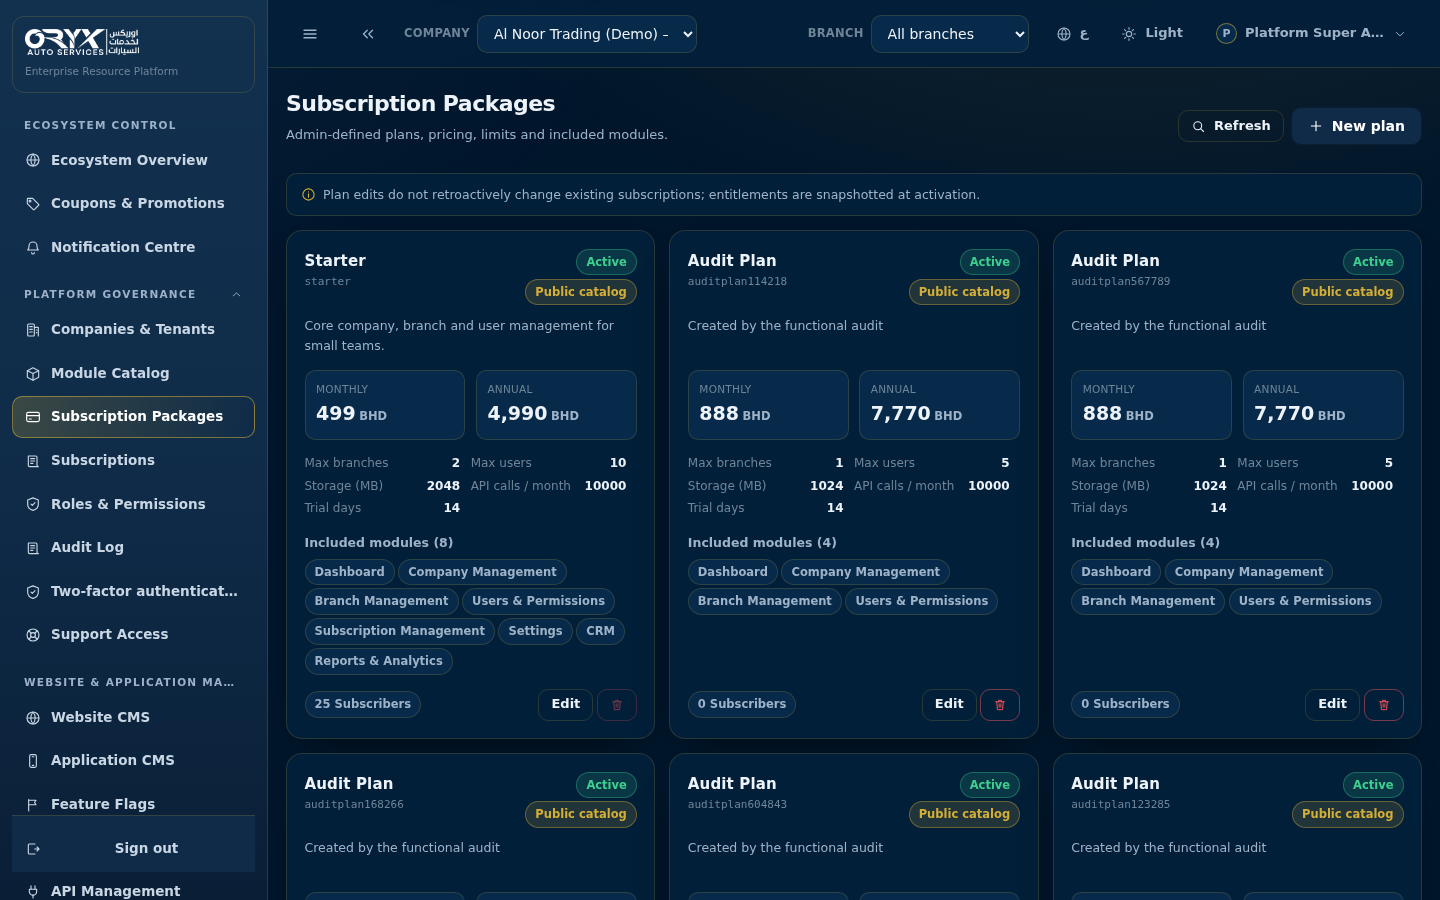 ORYX
AUTO SERVICES
أوريكس
لخدمات
السيارات
Enterprise Resource Platform
ECOSYSTEM CONTROL
Ecosystem Overview
Coupons & Promotions
Notification Centre
PLATFORM GOVERNANCE
Companies & Tenants
Module Catalog
Subscription Packages
Subscriptions
Roles & Permissions
Audit Log
Two-factor authenticat…
Support Access
WEBSITE & APPLICATION MA…
Website CMS
Application CMS
Feature Flags
Sign out
API Management
COMPANY
Al Noor Trading (Demo) –
BRANCH
All branches
ع
Light
P
Platform Super A…
Subscription Packages
Admin-defined plans, pricing, limits and included modules.
Refresh
New plan
Plan edits do not retroactively change existing subscriptions; entitlements are snapshotted at activation.
Starter
starter
Active
Public catalog
Core company, branch and user management for
small teams.
MONTHLY
499 BHD
ANNUAL
4,990 BHD
Max branches 2 Max users 10
Storage (MB) 2048 API calls / month 10000
Trial days 14
Included modules (8)
Dashboard Company Management
Branch Management Users & Permissions
Subscription Management Settings CRM
Reports & Analytics
25 Subscribers
Edit
Audit Plan
auditplan114218
Active
Public catalog
Created by the functional audit
MONTHLY
888 BHD
ANNUAL
7,770 BHD
Max branches 1 Max users 5
Storage (MB) 1024 API calls / month 10000
Trial days 14
Included modules (4)
Dashboard Company Management
Branch Management Users & Permissions
0 Subscribers
Edit
Audit Plan
auditplan567789
Active
Public catalog
Created by the functional audit
MONTHLY
888 BHD
ANNUAL
7,770 BHD
Max branches 1 Max users 5
Storage (MB) 1024 API calls / month 10000
Trial days 14
Included modules (4)
Dashboard Company Management
Branch Management Users & Permissions
0 Subscribers
Edit
Audit Plan
auditplan168266
Active
Public catalog
Created by the functional audit
Audit Plan
auditplan604843
Active
Public catalog
Created by the functional audit
Audit Plan
auditplan123285
Active
Public catalog
Created by the functional audit